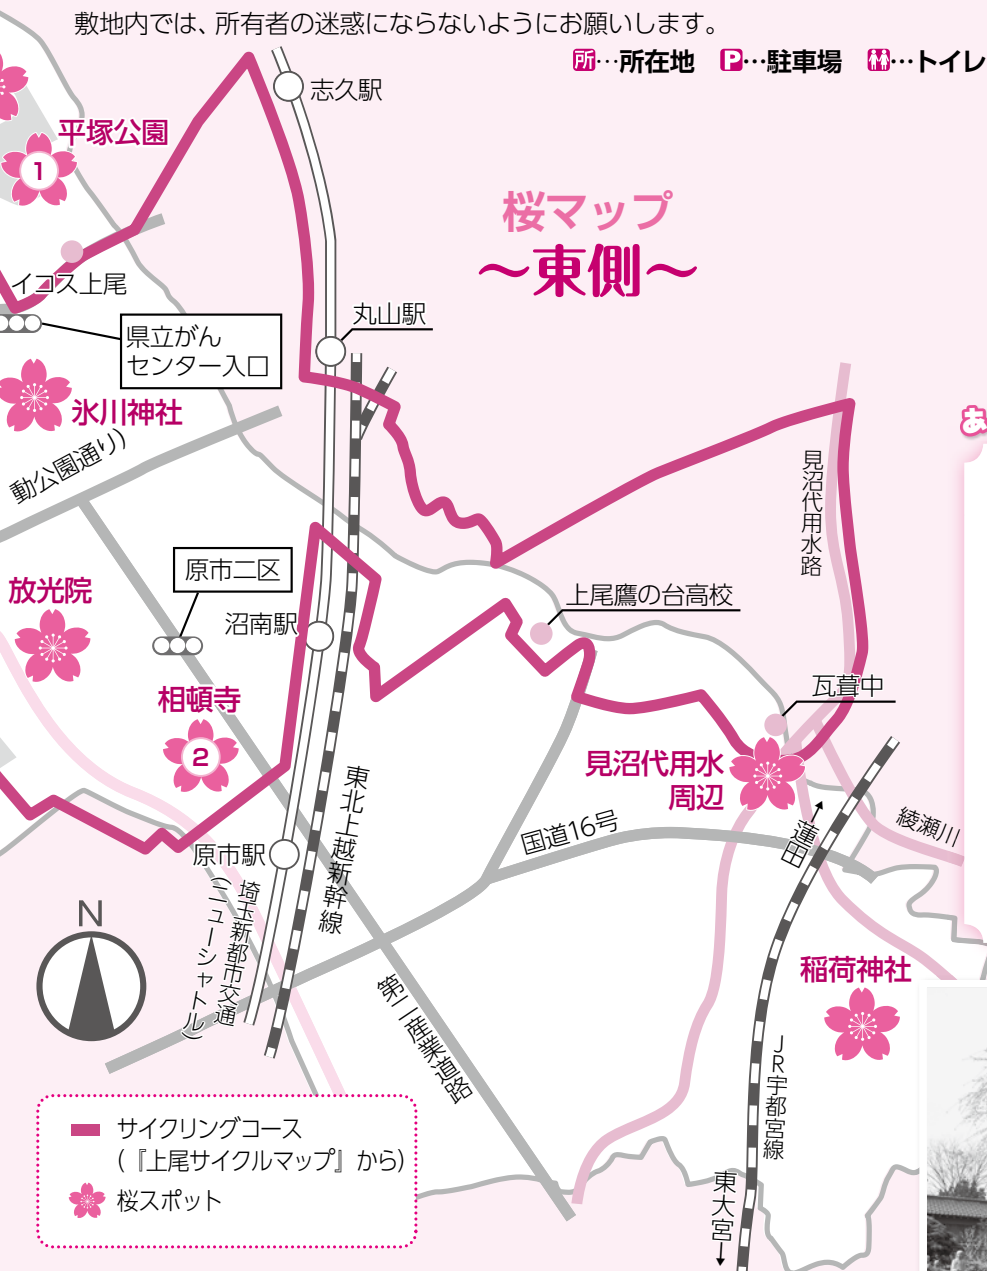 敷地内では、所有者の迷惑にならないようにお願いします。
所…所在地 P…駐車場 …トイレ
志久駅
平塚公園
1
桜マップ
〜東側〜
イコス上尾
丸山駅
県立がん
センター入口
氷川神社
動公園通り)
見沼代用水路
あ
原市二区
放光院
上尾鷹の台高校
沼南駅
相頓寺
2
瓦葺中
見沼代用水
周辺
東北上越新幹線
国道16号
←蓮田
綾瀬川
原市駅
埼玉新都市交通
(ニューシャトル)
N
稲荷神社
第二産業道路
JR宇都宮線
サイクリングコース
(『上尾サイクルマップ』から)
桜スポット
東大宮→